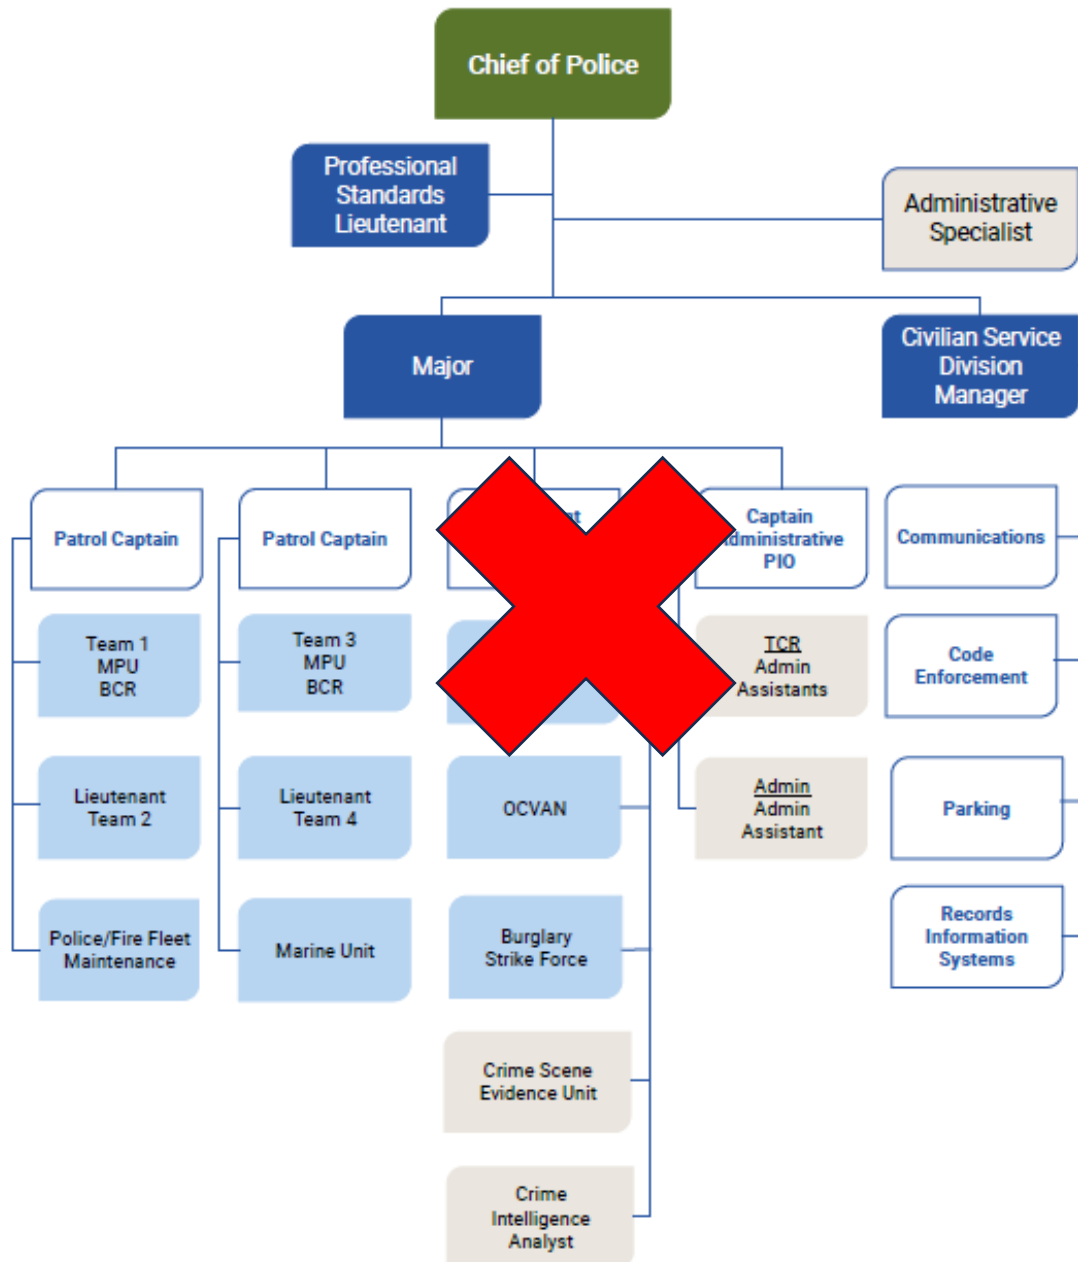 Chief of Police
Professional
Standards
Lieutenant
Administrative
Specialist
Major
Civilian Service
Division
Manager
Patrol Captain
Patrol Captain
Captain
Administrative
PIO
Communications
Team 1
MPU
BCR
Team 3
MPU
BCR
TCR
Admin
Assistants
Code
Enforcement
Lieutenant
Team 2
Lieutenant
Team 4
OCVAN
Admin
Admin
Assistant
Parking
Police/Fire Fleet
Maintenance
Marine Unit
Burglary
Strike Force
Records
Information
Systems
Crime Scene
Evidence Unit
Crime
Intelligence
Analyst